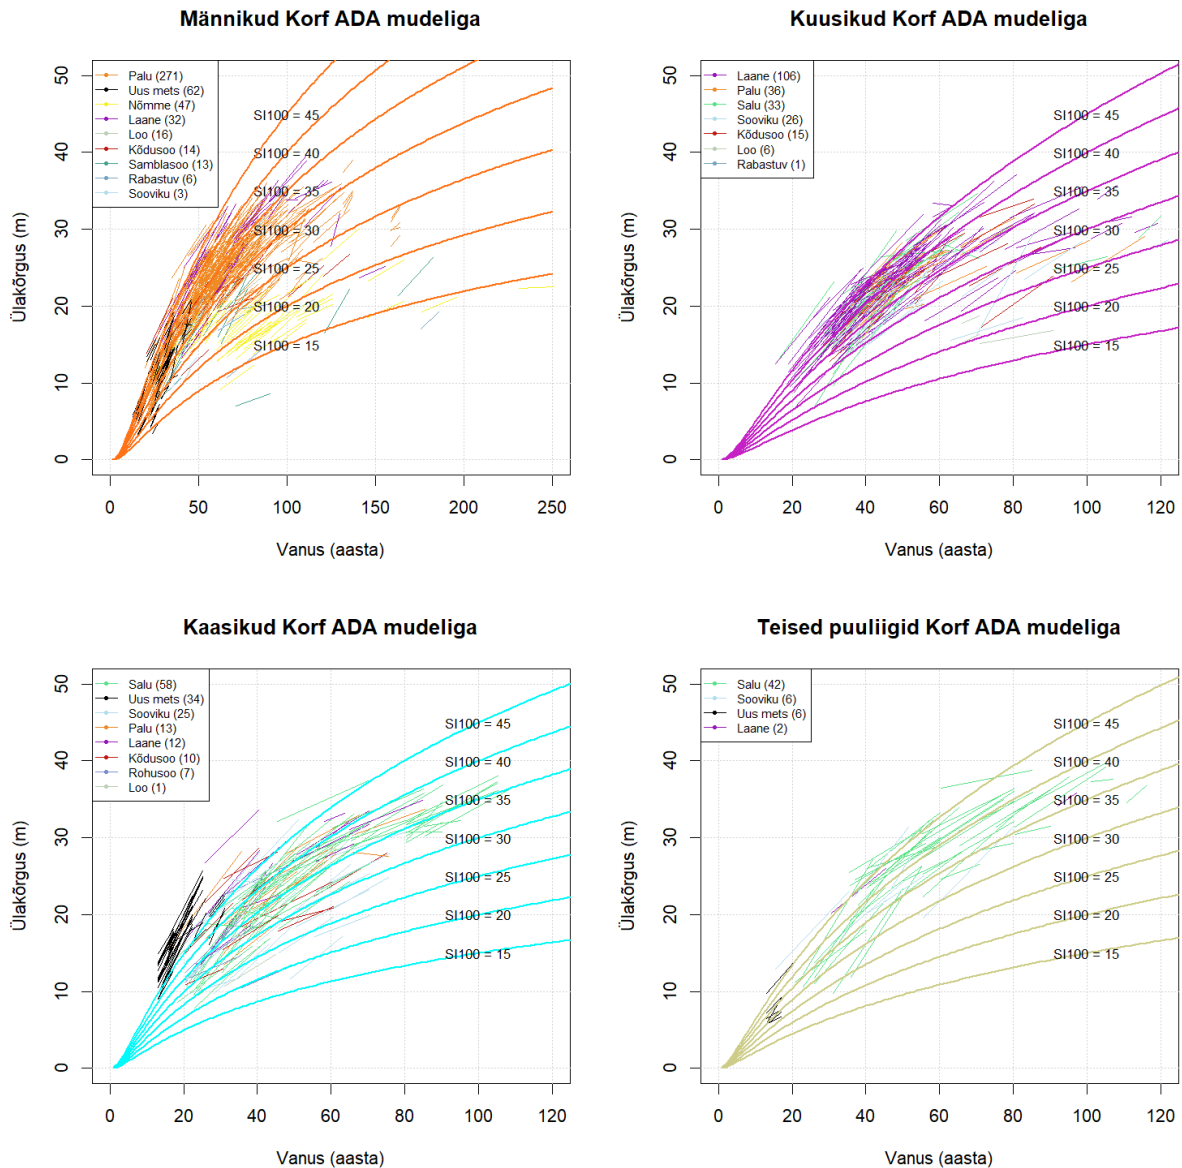 Männikud Korf ADA mudeliga
Palu (271)
Uus mets (62)
Nõmme (47)
Laane (32)
Loo (16)
Kõdusoo (14)
Samblasoo (13)
Rabastuv (6)
Sooviku (3)
SI100 = 45
SI100 = 40
SI100 = 35
SI100 = 30
SI100 = 25
SI100 = 20
SI100 = 15
Ülakõrgus (m)
50
40
30
20
10
0
0 50 100 150 200 250
Vanus (aasta)
Kuusikud Korf ADA mudeliga
Laane (106)
Palu (36)
Salu (33)
Sooviku (26)
Kõdusoo (15)
Loo (6)
Rabastuv (1)
SI100 = 45
SI100 = 40
SI100 = 35
SI100 = 30
SI100 = 25
SI100 = 20
SI100 = 15
Ülakõrgus (m)
50
40
30
20
10
0
0 20 40 60 80 100 120
Vanus (aasta)
Kaasikud Korf ADA mudeliga
Salu (58)
Uus mets (34)
Sooviku (25)
Palu (13)
Laane (12)
Kõdusoo (10)
Rohusoo (7)
Loo (1)
SI100 = 45
SI100 = 40
SI100 = 35
SI100 = 30
SI100 = 25
SI100 = 20
SI100 = 15
Ülakõrgus (m)
50
40
30
20
10
0
0 20 40 60 80 100 120
Vanus (aasta)
Teised puuliigid Korf ADA mudeliga
Salu (42)
Sooviku (6)
Uus mets (6)
Laane (2)
SI100 = 45
SI100 = 40
SI100 = 35
SI100 = 30
SI100 = 25
SI100 = 20
SI100 = 15
Ülakõrgus (m)
50
40
30
20
10
0
0 20 40 60 80 100 120
Vanus (aasta)